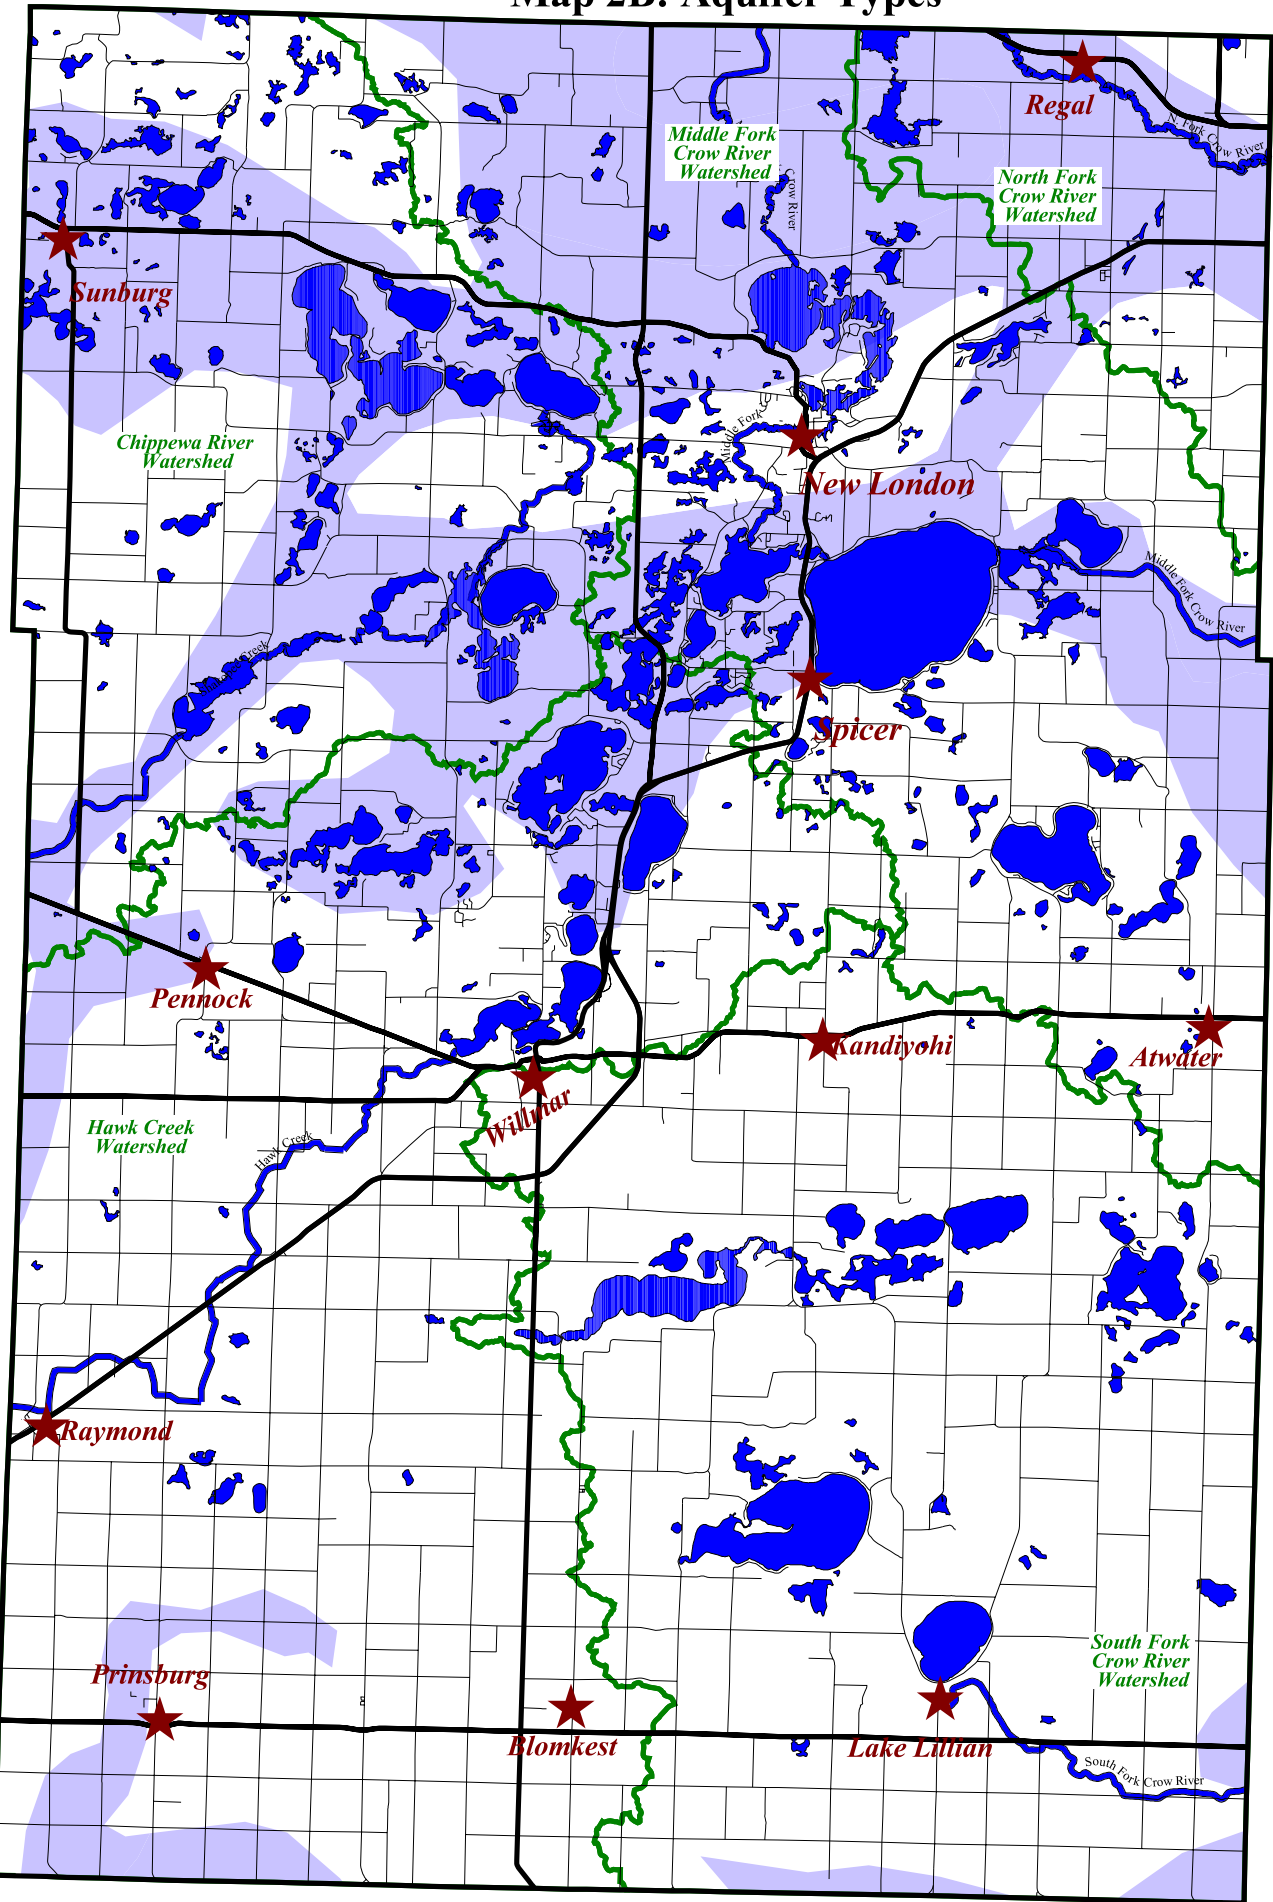 Map 2B: Aquifer Types
Regal
N. Fork Crow River
Middle Fork
Crow River
Watershed
North Fork
Crow River
Watershed
Crow River
Sunburg
Chippewa River
Watershed
Middle Fork
New London
Middle Fork Crow River
Creek
Spicer
Pennock
Kandiyohi
Atwater
Willmar
Hawk Creek
Watershed
Hawk Creek
Raymond
South Fork
Crow River
Watershed
Prinsburg
Blomkest
Lake Lillian
South Fork Crow River